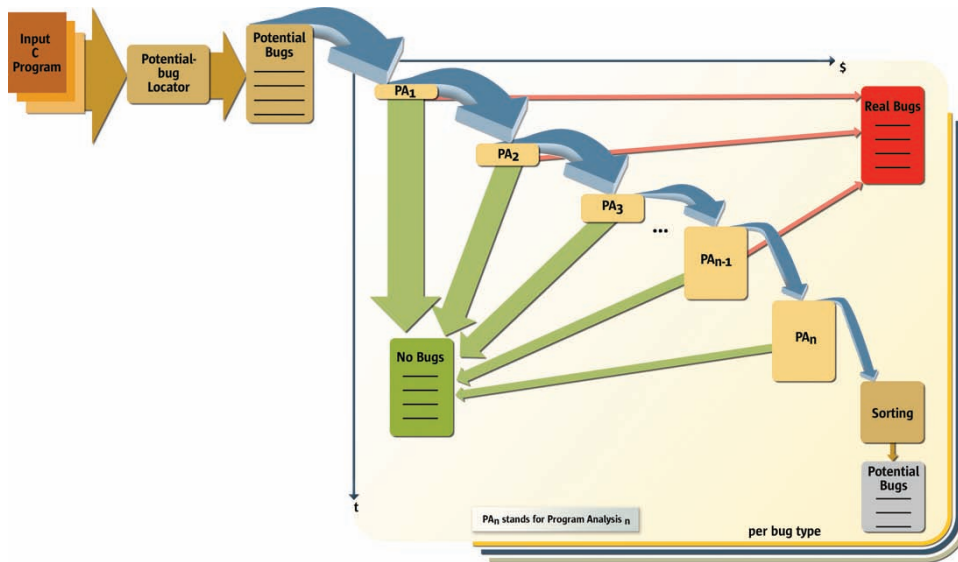 Input
C
Program
Potential-
bug
Locator
Potential
Bugs
$
PA1
Real Bugs
PA2
PA3
...
PAn-1
PAn
No Bugs
Sorting
Potential
Bugs
t
PAn stands for Program Analysis n
per bug type